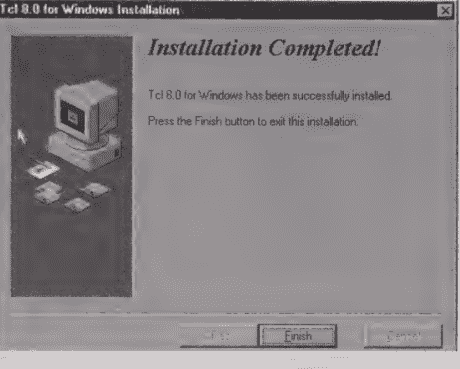 Tcl 8.0 for Windows Installation
Installation Completed!
Tcl 8.0 for Windows has been successfully installed.
Press the Finish button to exit this installation.
Finish
Cancel